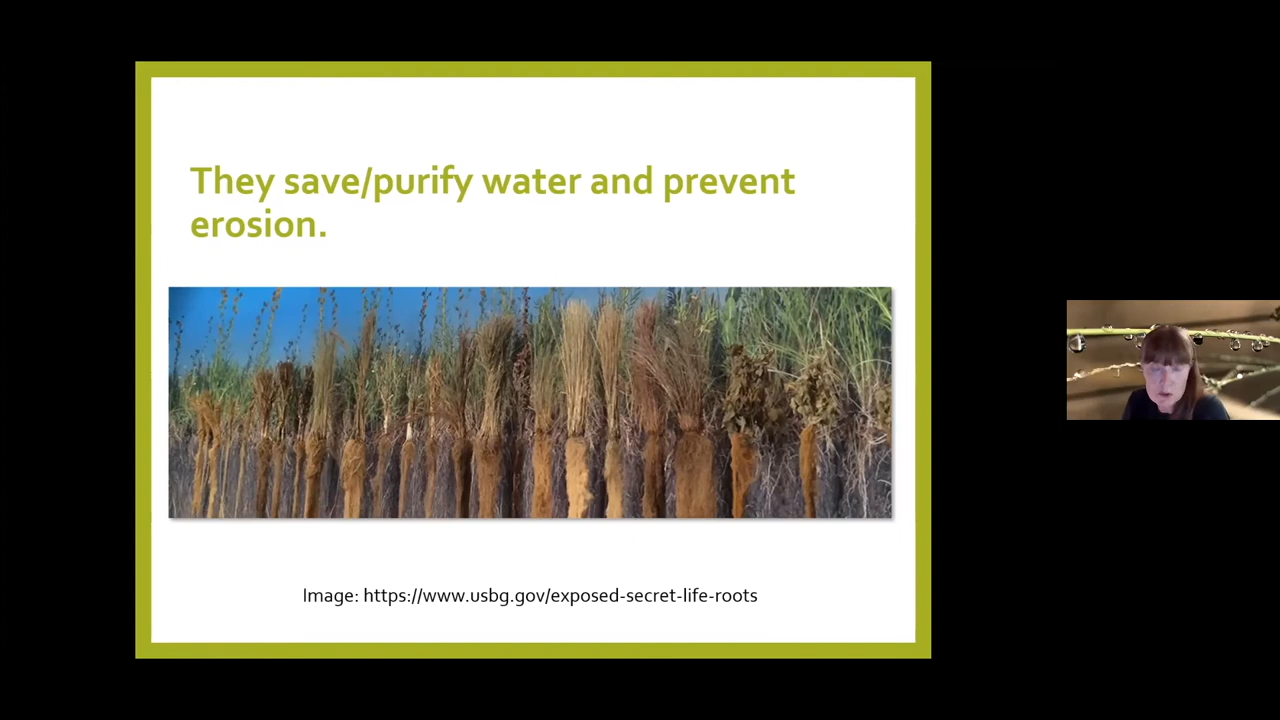 They save/purify water and prevent
erosion.
Image: https://www.usbg.gov/exposed-secret-life-roots